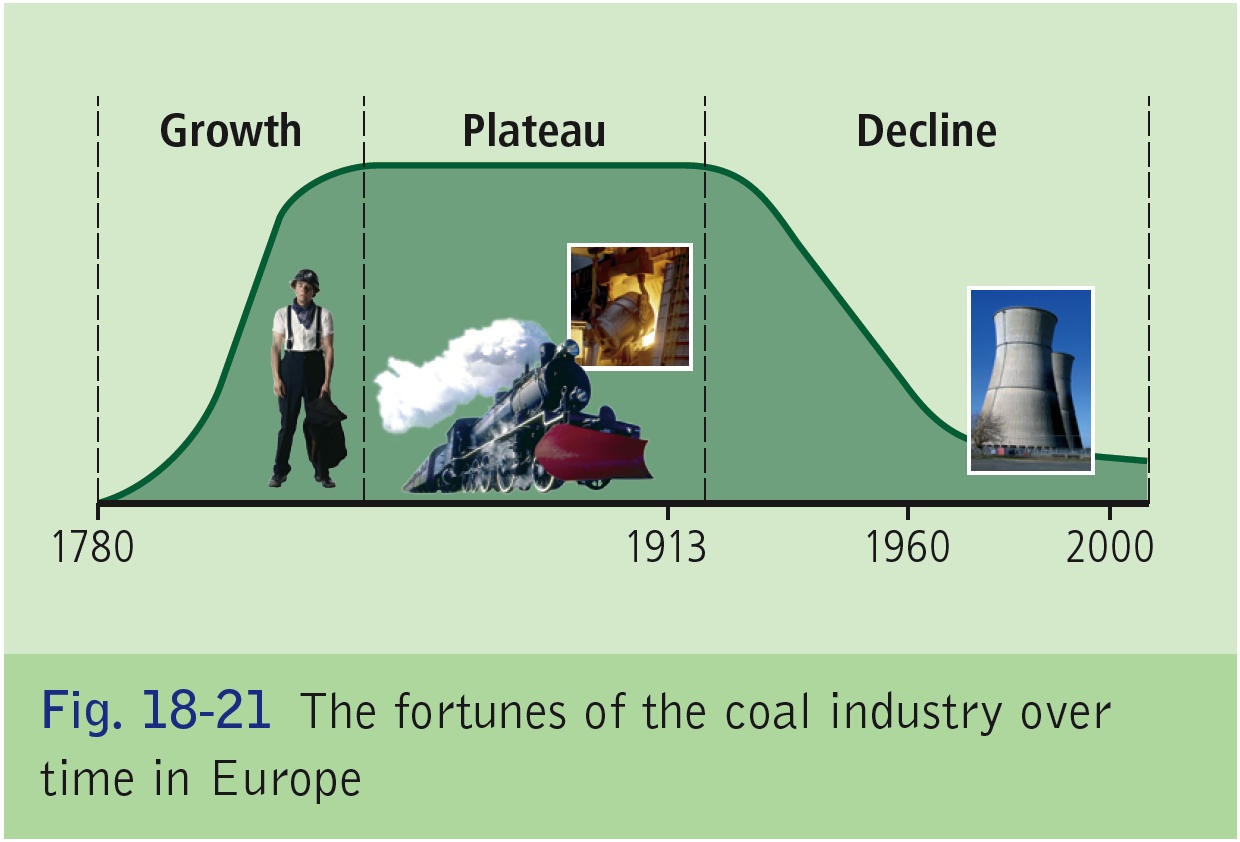 Growth Plateau Decline
1780 1913 1960 2000
Fig. 18-21 The fortunes of the coal industry over
time in Europe